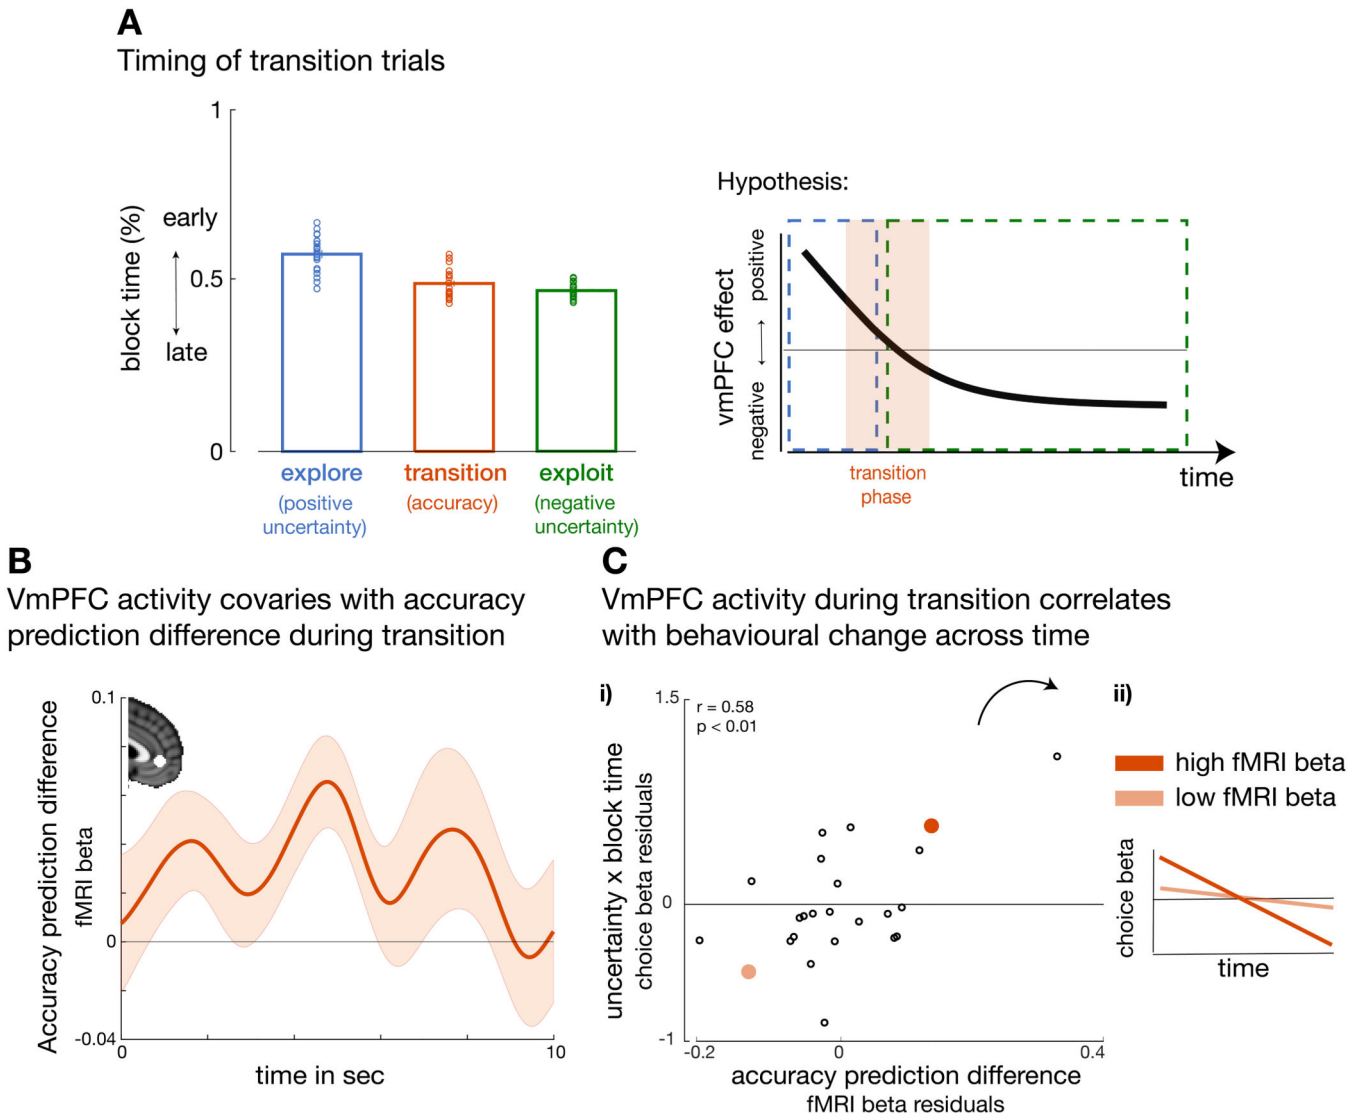 A
Timing of transition trials
1
early
0.5
late
0
block time (%)
explore
(positive
uncertainty)
transition
(accuracy)
exploit
(negative
uncertainty)
Hypothesis:
vmPFC effect
negative
positive
transition
phase
time
B
VmPFC activity covaries with accuracy
prediction difference during transition
Accuracy prediction difference
fMRI beta
0.1
0
-0.04
0
10
time in sec
C
VmPFC activity during transition correlates
with behavioural change across time
i)
1.5
r = 0.58
p < 0.01
0
-1
uncertainty x block time
choice beta residuals
-0.2
0
0.4
accuracy prediction difference
fMRI beta residuals
ii)
high fMRI beta
low fMRI beta
choice beta
time